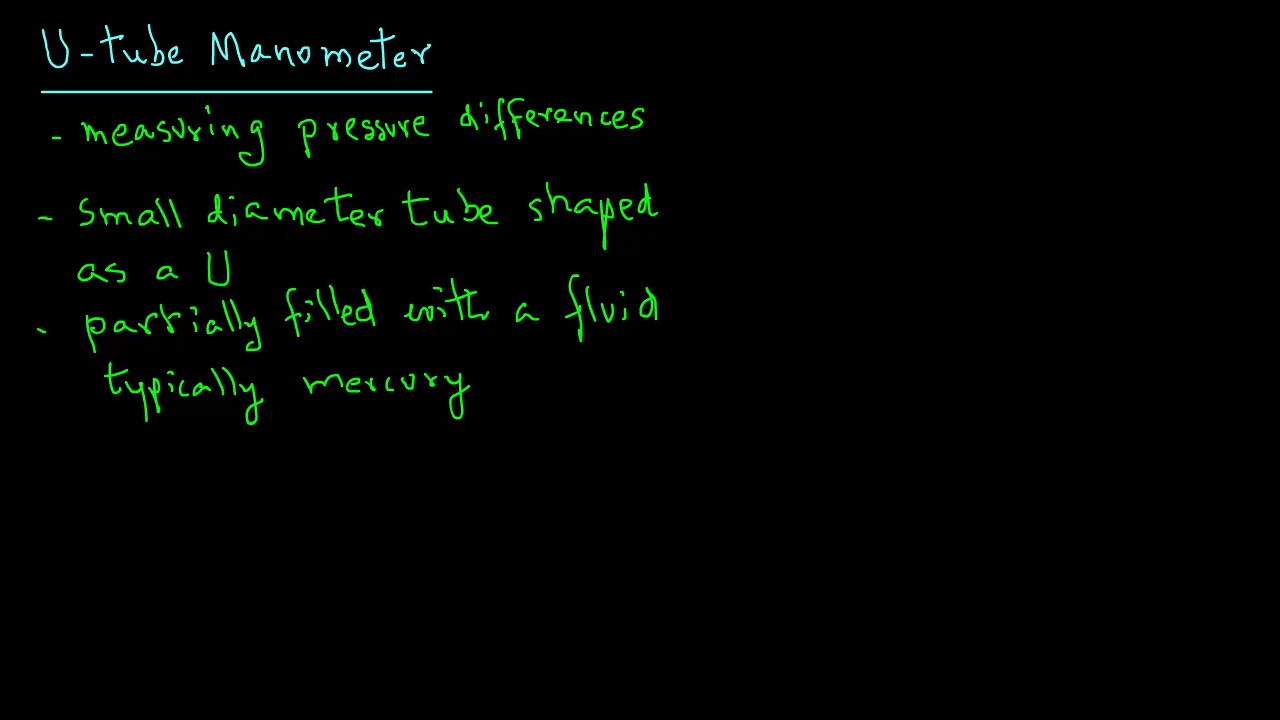 U-tube Manometer
- measuring pressure differences
- small diameter tube shaped
as a U
- partially filled with a fluid
typically mercury